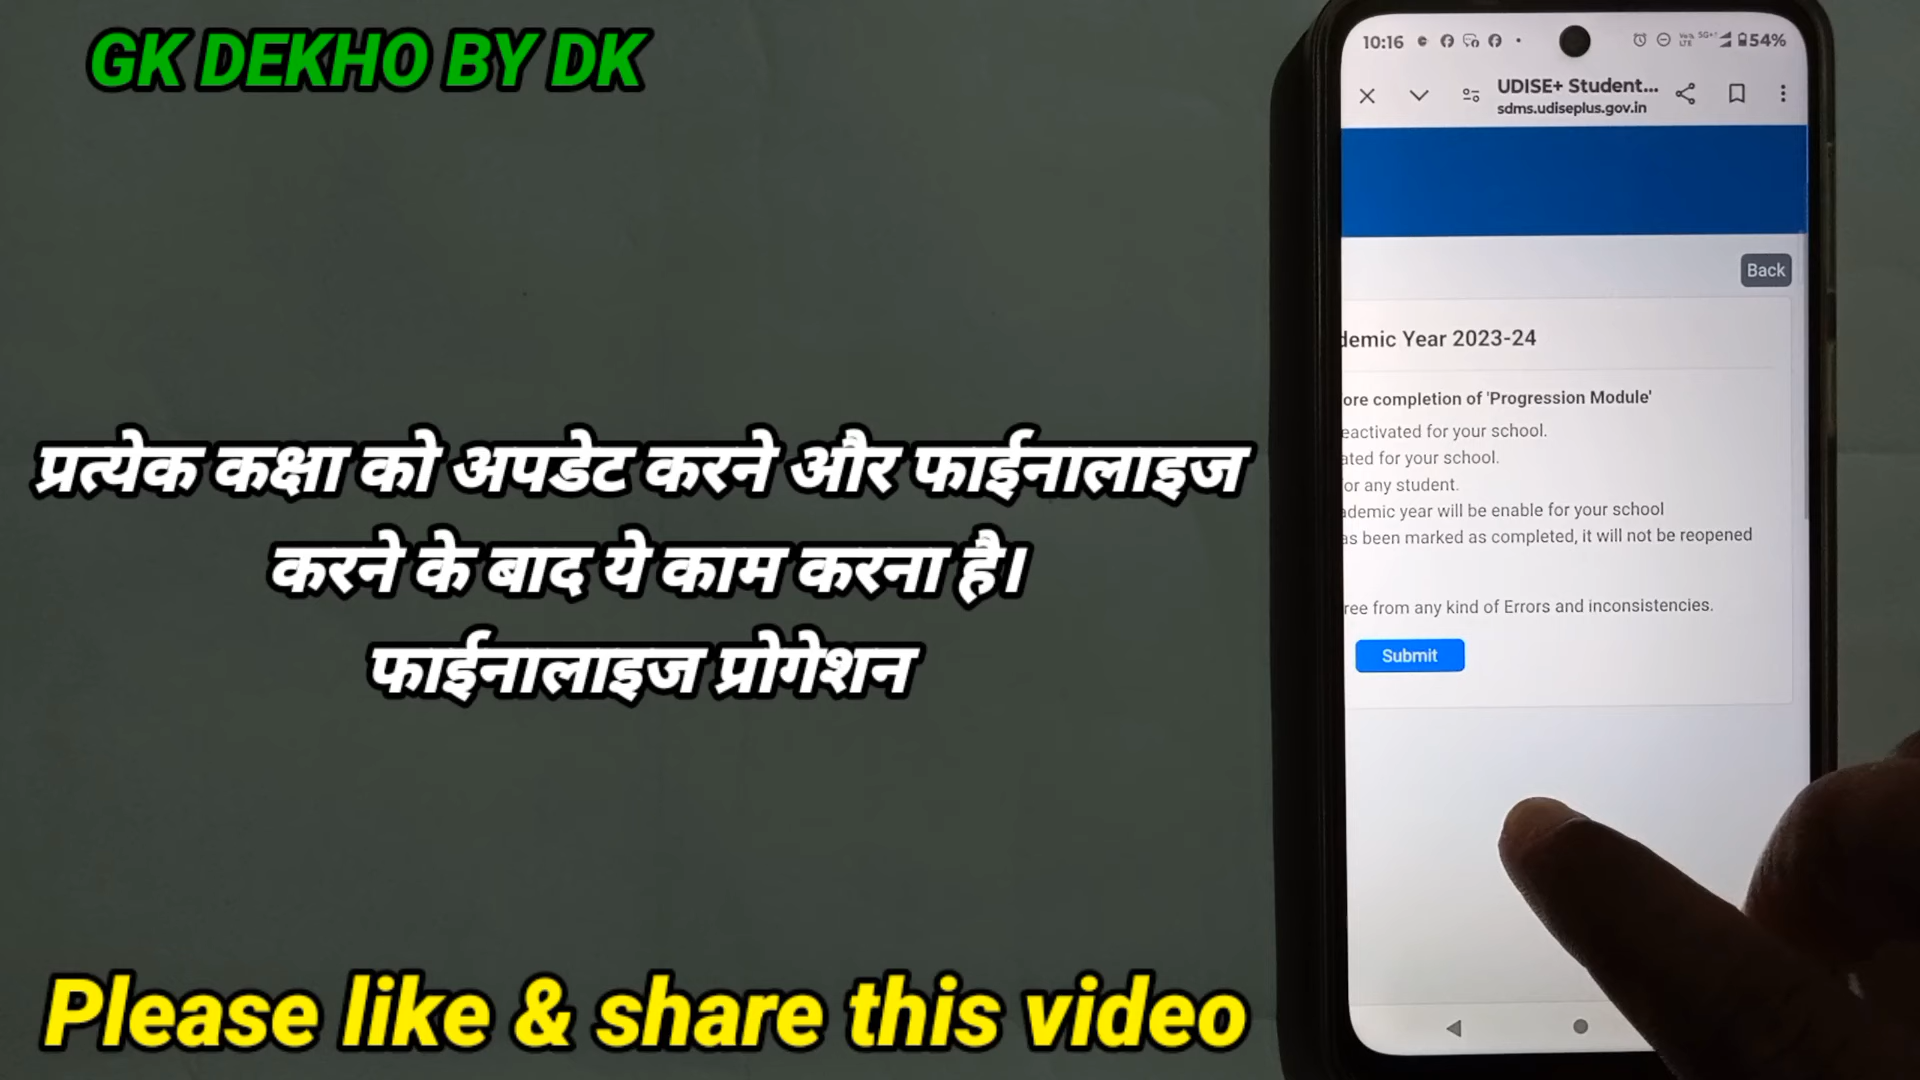 GK DEKHO BY DK
प्रत्येक कक्षा को अपडेट करने और फाईनालाइज
करने के बाद ये काम करना है।
फाईनालाइज प्रोगेशन
Please like & share this video
10:16
54%
UDISE+ Student...
sdms.udiseplus.gov.in
Back
demic Year 2023-24
ore completion of 'Progression Module'
eactivated for your school.
ated for your school.
or any student.
ademic year will be enable for your school
as been marked as completed, it will not be reopened
ree from any kind of Errors and inconsistencies.
Submit